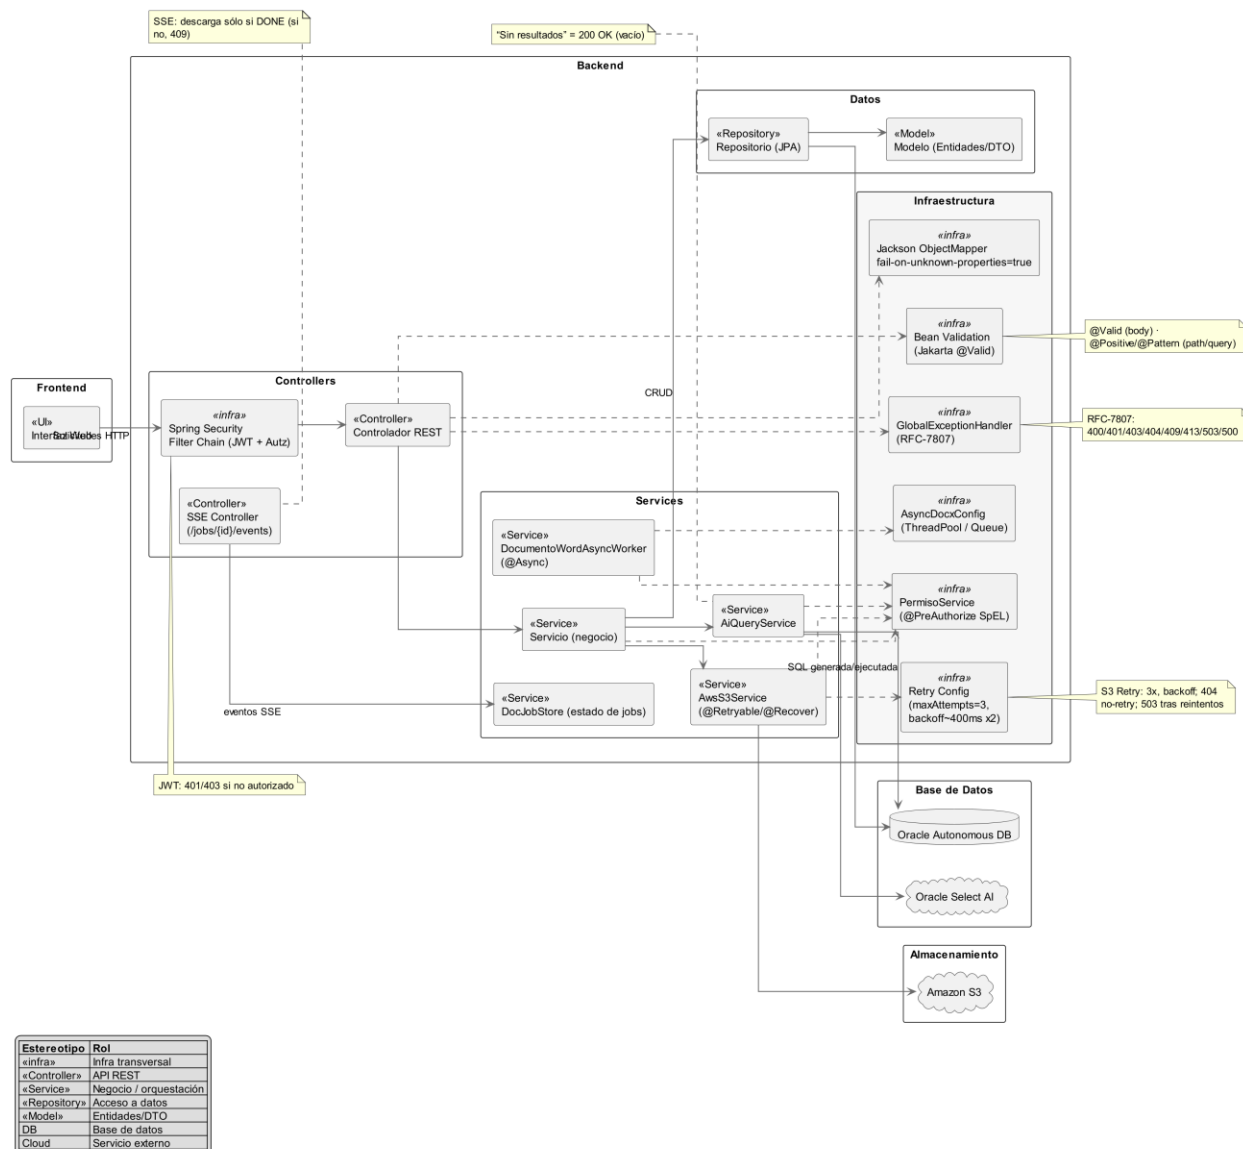 SSE: descarga sólo si DONE (si
no, 409)
"Sin resultados" = 200 OK (vacío)
Backend
Datos
«Repository»
Repositorio (JPA)
«Model»
Modelo (Entidades/DTO)
Infraestructura
«infra»
Jackson ObjectMapper
fail-on-unknown-properties=true
«infra»
Bean Validation
(Jakarta @Valid)
@Valid (body) ·
@Positive/@Pattern (path/query)
CRUD
Frontend
«UI»
Interfaz Web
Solicitudes HTTP
Controllers
«infra»
Spring Security
Filter Chain (JWT + Autz)
«Controller»
Controlador REST
«infra»
GlobalExceptionHandler
(RFC-7807)
RFC-7807:
400/401/403/404/409/413/503/500
«Controller»
SSE Controller
(/jobs/{id}/events)
Services
«Service»
DocumentoWordAsyncWorker
(@Async)
«infra»
AsyncDocxConfig
(ThreadPool / Queue)
«infra»
PermisoService
(@PreAuthorize SpEL)
«Service»
Servicio (negocio)
«Service»
AiQueryService
SQL generada/ejecutada
«Service»
DocJobStore (estado de jobs)
«Service»
AwsS3Service
(@Retryable/@Recover)
«infra»
Retry Config
(maxAttempts=3,
backoff~400ms x2)
S3 Retry: 3x, backoff; 404
no-retry; 503 tras reintentos
eventos SSE
JWT: 401/403 si no autorizado
Base de Datos
Oracle Autonomous DB
Oracle Select AI
Almacenamiento
Amazon S3
Estereotipo Rol
«infra» Infra transversal
«Controller» API REST
«Service» Negocio / orquestación
«Repository» Acceso a datos
«Model» Entidades/DTO
DB Base de datos
Cloud Servicio externo